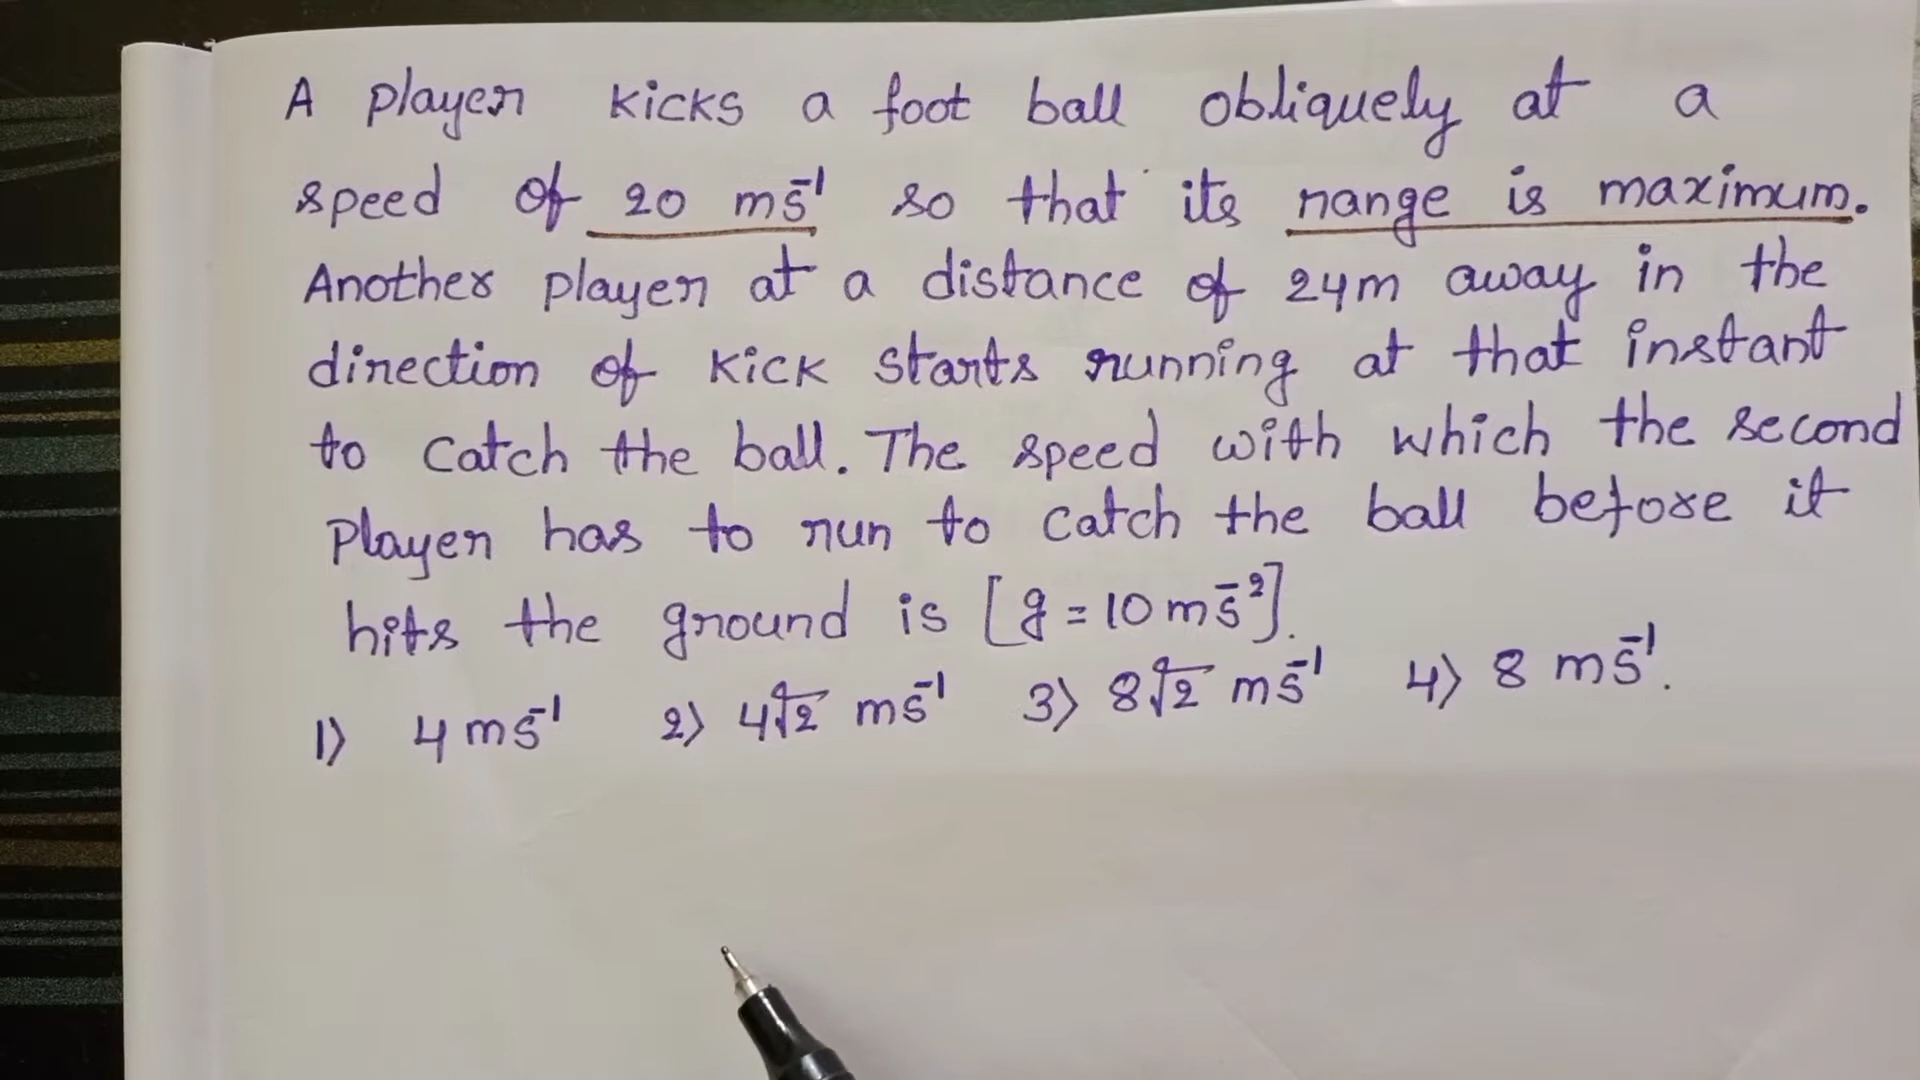 A player kicks a foot ball obliquely at a
speed of 20 ms⁻¹ so that its range is maximum.
Another player at a distance of 24m away in the
direction of kick starts running at that instant
to catch the ball. The speed with which the second
player has to run to catch the ball before it
hits the ground is [g = 10 ms⁻²].
1) 4 ms⁻¹ 2) 4√2 ms⁻¹ 3) 8√2 ms⁻¹ 4) 8 ms⁻¹.